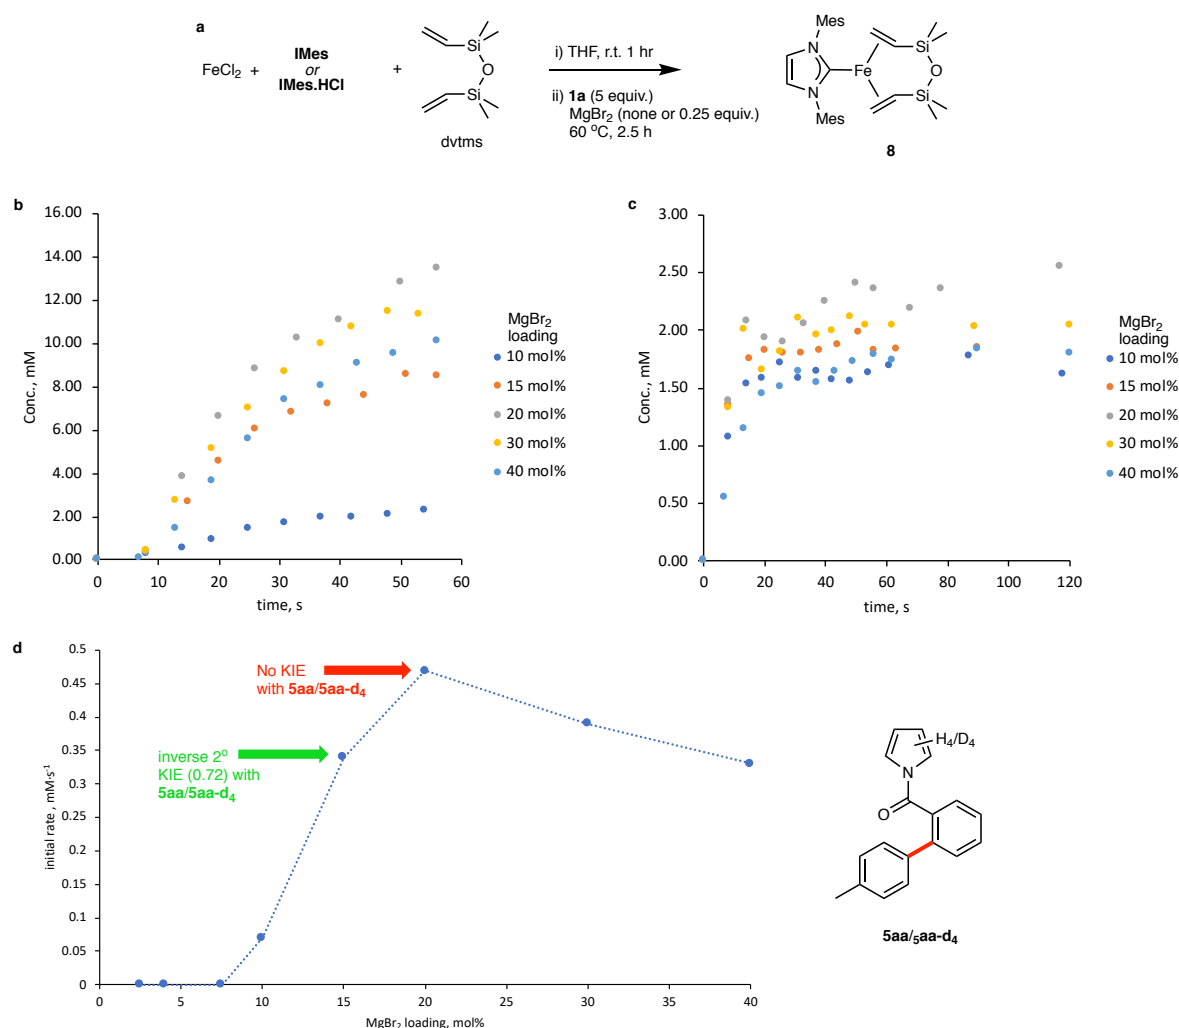 a
FeCl2 +
IMes
or
IMes.HCl
+
Si
O
Si
dvtms
i) THF, r.t. 1 hr
ii) 1a (5 equiv.)
MgBr2 (none or 0.25 equiv.)
60 oC, 2.5 h
Mes
N
N
Mes
Fe
Si
O
Si
8
b
Conc., mM
16.00
14.00
12.00
10.00
8.00
6.00
4.00
2.00
0.00
0 10 20 30 40 50 60
time, s
MgBr2
loading
10 mol%
15 mol%
20 mol%
30 mol%
40 mol%
c
Conc., mM
3.00
2.50
2.00
1.50
1.00
0.50
0.00
0 20 40 60 80 100 120
time, s
MgBr2
loading
10 mol%
15 mol%
20 mol%
30 mol%
40 mol%
d
initial rate , mM·s-1
0.5
0.45
0.4
0.35
0.3
0.25
0.2
0.15
0.1
0.05
0
0 5 10 15 20 25 30 35 40
MgBr2 loading, mol%
No KIE
with 5aa/5aa-d4
inverse 2o
KIE (0.72) with
5aa/5aa-d4
H4/D4
N
O
5aa/5aa-d4